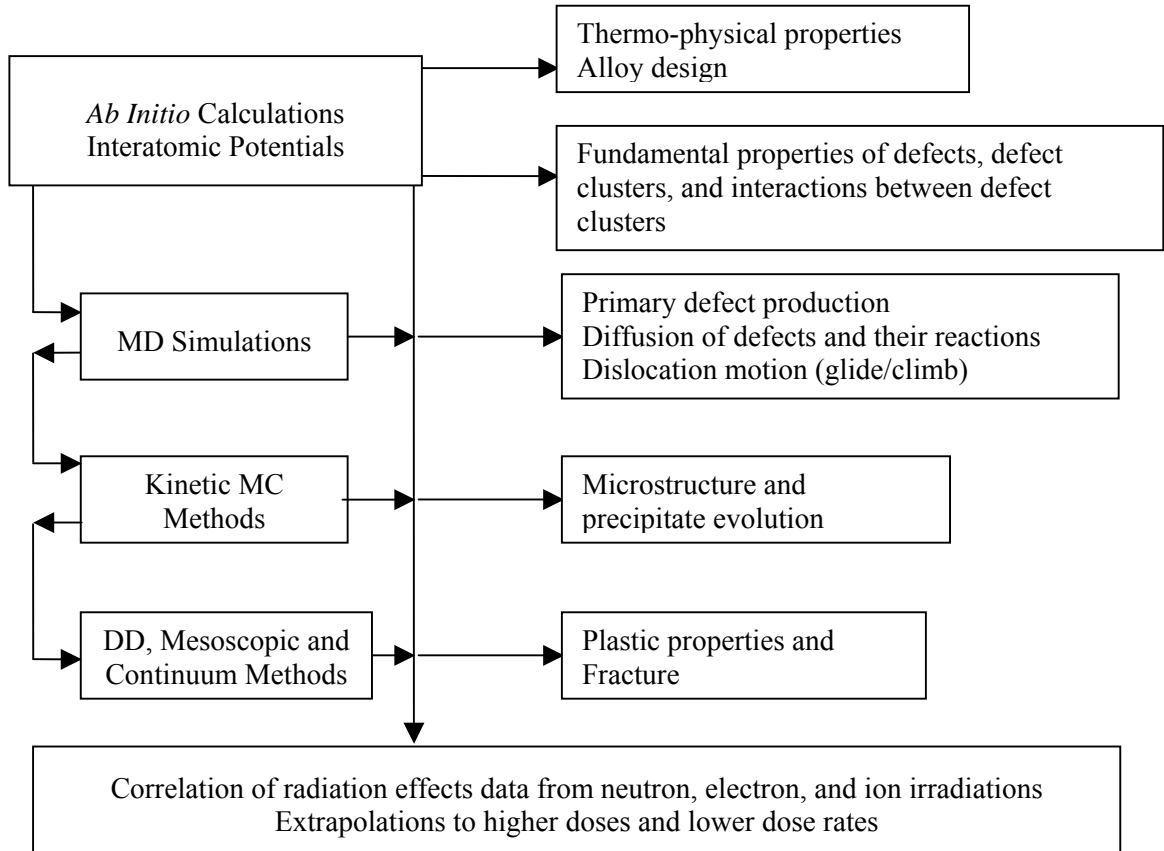 Thermo-physical properties
Alloy design
Ab Initio Calculations
Interatomic Potentials
Fundamental properties of defects, defect
clusters, and interactions between defect
clusters
MD Simulations
Primary defect production
Diffusion of defects and their reactions
Dislocation motion (glide/climb)
Kinetic MC
Methods
Microstructure and
precipitate evolution
DD, Mesoscopic and
Continuum Methods
Plastic properties and
Fracture
Correlation of radiation effects data from neutron, electron, and ion irradiations
Extrapolations to higher doses and lower dose rates